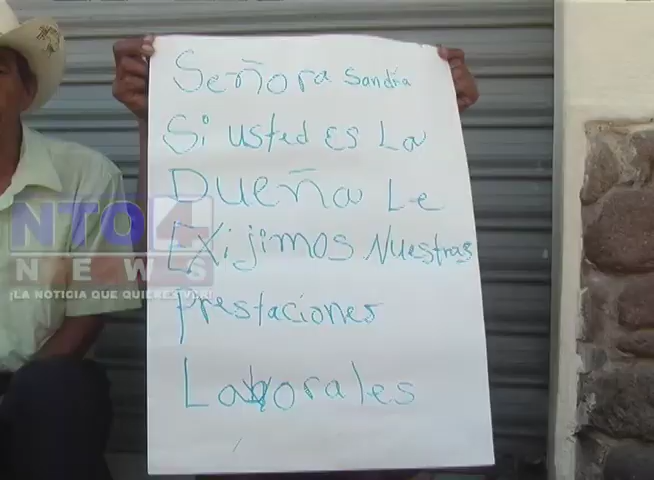 Señora Sandra
Si usted es La
Dueña Le
Exijimos Nuestras
Prestaciones
Laborales
NTO4
NEWS
¡LA NOTICIA QUE QUIERES VER!